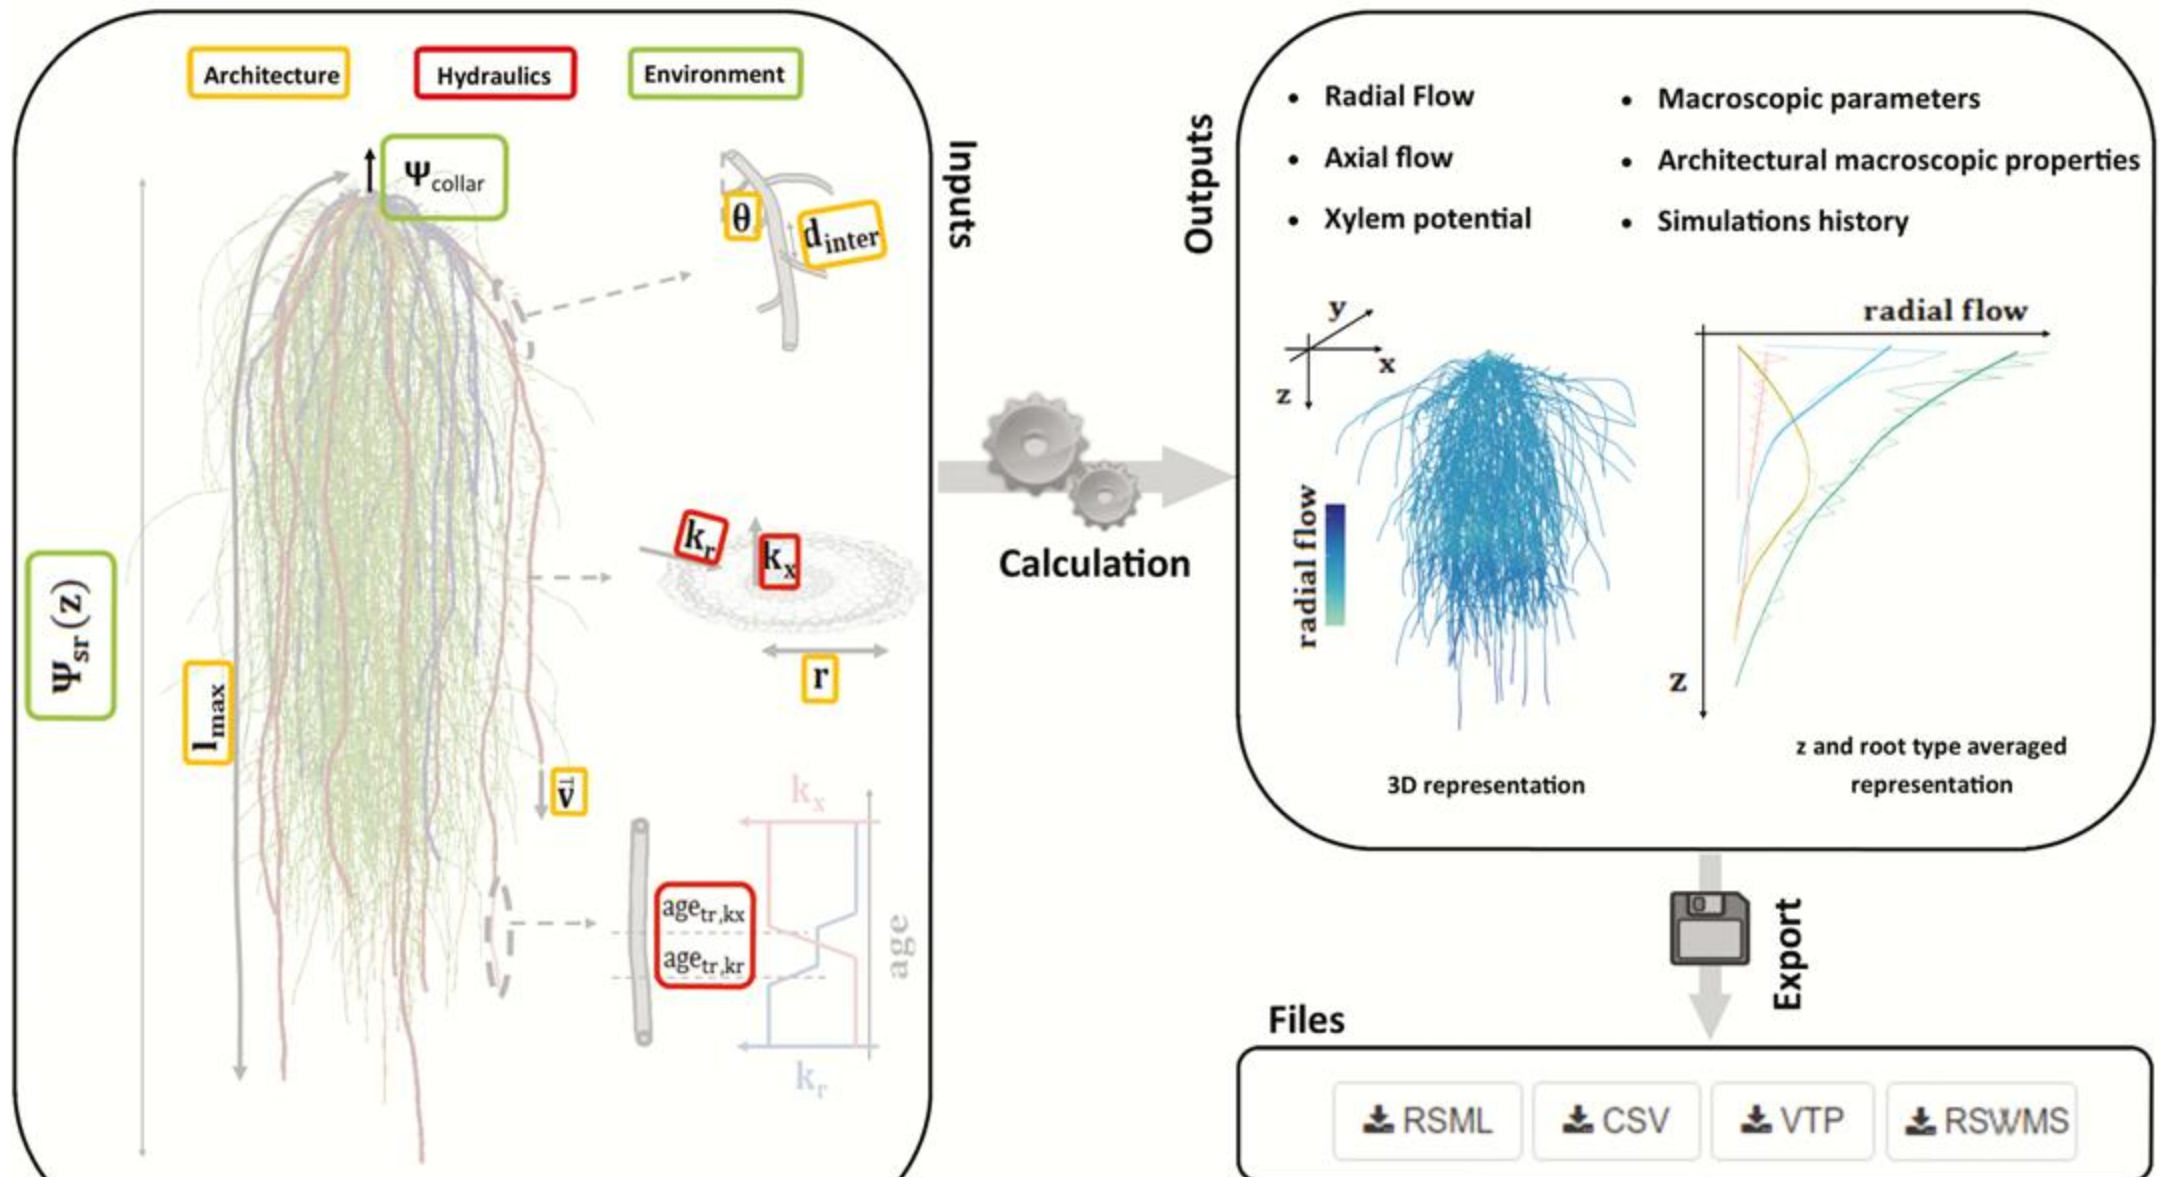 Architecture
Hydraulics
Environment
Ψcollar
θ
dinter
kr
kx
r
Ψsr(z)
lmax
v̄
kx
agetr,kx
agetr,kr
age
kr
Inputs
Calculation
Outputs
• Radial Flow
• Axial flow
• Xylem potential
• Macroscopic parameters
• Architectural macroscopic properties
• Simulations history
y
x
z
radial flow
3D representation
radial flow
z
z and root type averaged
representation
Export
Files
RSML
CSV
VTP
RSWMS